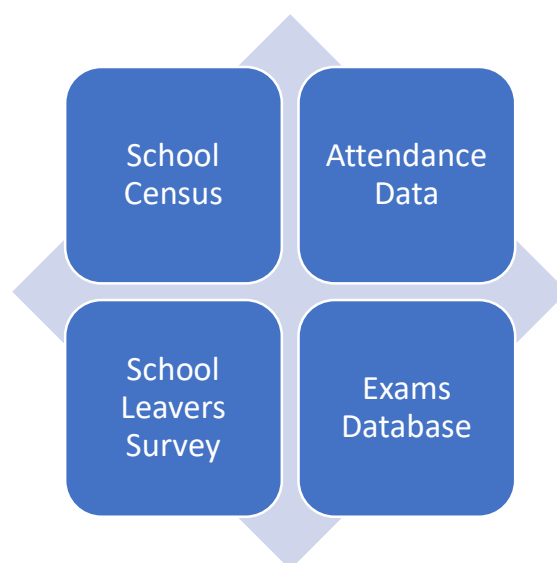 School
Census
Attendance
Data
School
Leavers
Survey
Exams
Database